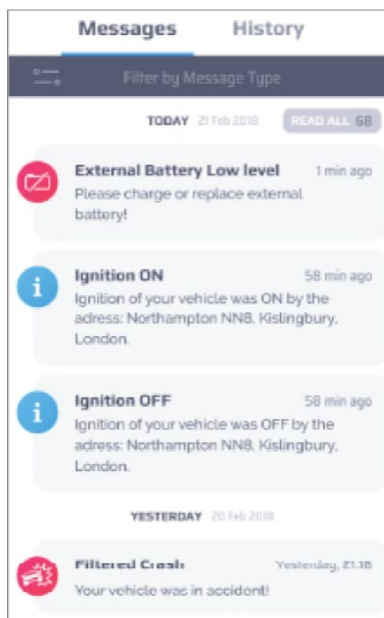 Messages History
Filter by Message Type
TODAY 21 Feb 2018 READ ALL 68
External Battery Low level 1 min ago
Please charge or replace external
battery!
Ignition ON 58 min ago
Ignition of your vehicle was ON by the
adress: Northampton NN8, Kislingbury,
London.
Ignition OFF 58 min ago
Ignition of your vehicle was OFF by the
adress: Northampton NN8, Kislingbury,
London.
YESTERDAY 20 Feb 2018
Filtered Crash Yesterday, 21.18
Your vehicle was in accident!